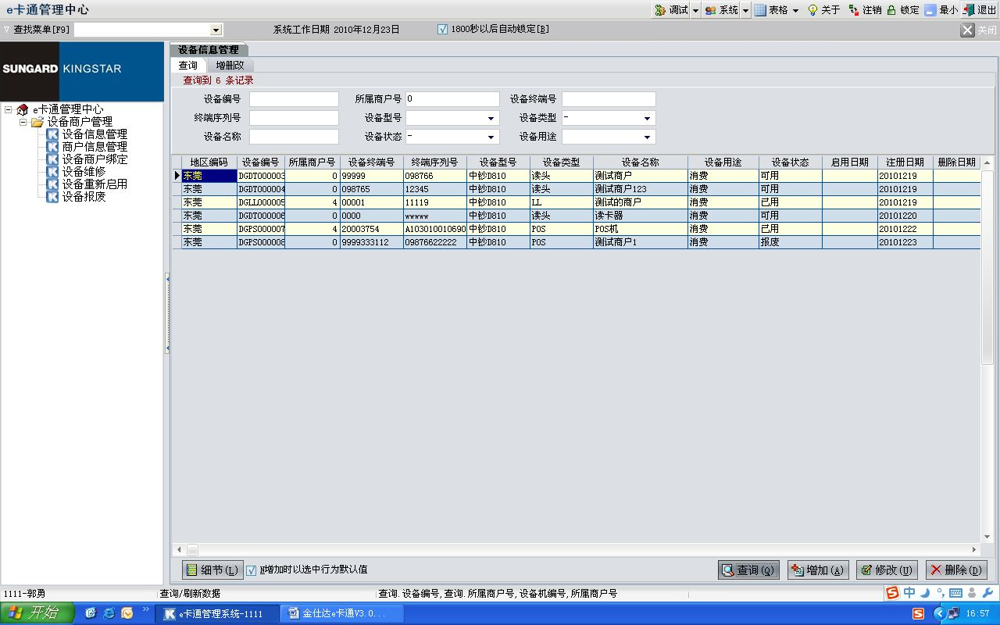 e卡通管理中心 调试 系统 表格 关于 注销 锁定 最小 退出
查找菜单[F9] 系统工作日期 2010年12月23日 1800秒以后自动锁定[B] 关闭
SUNGARD KINGSTAR
e卡通管理中心
设备商户管理
设备信息管理
商户信息管理
设备商户绑定
设备维修
设备重新启用
设备报废
设备信息管理
查询 增删改
查询到 6 条记录
设备编号 所属商户号 0 设备终端号
终端序列号 设备型号 设备类型 -
设备名称 设备状态 - 设备用途
地区编码 设备编号 所属商户号 设备终端号 终端序列号 设备型号 设备类型 设备名称 设备用途 设备状态 启用日期 注册日期 删除日期
东莞 DGDT000003 0 99999 098766 中钞D810 读头 测试商户 消费 可用 20101219
东莞 DGDT000004 0 098765 12345 中钞D810 读头 测试商户123 消费 可用 20101219
东莞 DGLL000005 4 00001 11119 中钞D810 LL 测试的商户 消费 已用 20101219
东莞 DGDT000006 0 0000 wwwww 中钞D810 读头 读卡器 消费 可用 20101220
东莞 DGPS000007 4 20003754 A103010010690 中钞D810 POS POS机 消费 已用 20101222
东莞 DGPS000008 0 9999333112 09876622222 中钞D810 POS 测试商户1 消费 报废 20101223
细节(L) N增加时以选中行为默认值 查询(Q) 增加(A) 修改(U) 删除(D)
1111-郭勇 查询/刷新数据 查询. 设备编号, 查询. 所属商户号, 设备机编号, 所属商户号 中
开始 e卡通管理系统-1111 金仕达e卡通V3.0... 16:57